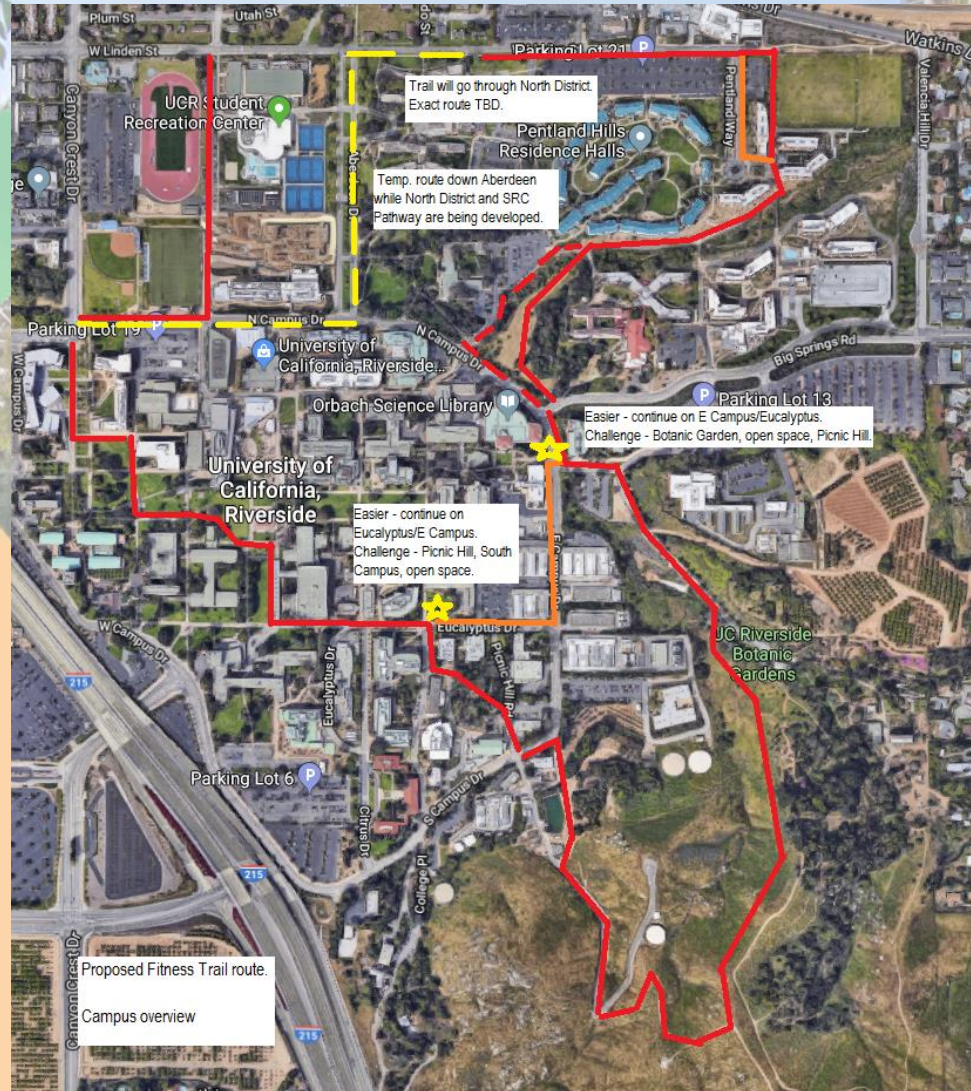 Plum St
Utah St
W Linden St
Parking Lot 21
P
Watkins
Trail will go through North District.
Exact route TBD.
UCR Student
Recreation Center
Canyon Crest Dr
Pentland Way
Valencia Hill Dr
Pentland Hills
Residence Halls
Temp. route down Aberdeen
while North District and SRC
Pathway are being developed.
N Campus Dr
Parking Lot 19
P
N Campus Dr
University of
California, Riverside...
Big Springs Rd
W Campus Dr
Orbach Science Library
P
Parking Lot 13
Easier - continue on E Campus/Eucalyptus.
Challenge - Botanic Garden, open space, Picnic Hill.
University of
California,
Riverside
Easier - continue on
Eucalyptus/E Campus.
Challenge - Picnic Hill, South
Campus, open space.
E Campus Dr
Eucalyptus Dr
W Campus Dr
UC Riverside
Botanic
Gardens
Picnic Hill Rd
Eucalyptus Dr
215
Parking Lot 6
P
S Campus Dr
Citrus Dr
215
College Pl
Canyon Crest Dr
Proposed Fitness Trail route.
Campus overview
215